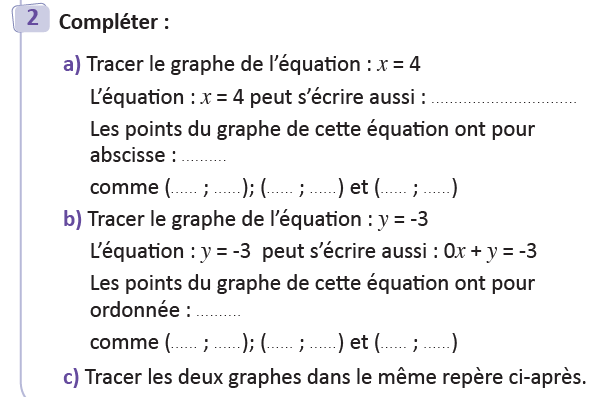 2 Compléter :
a) Tracer le graphe de l'équation : x = 4
L'équation : x = 4 peut s'écrire aussi : ................................
Les points du graphe de cette équation ont pour
abscisse : ..........
comme (...... ; ......); (...... ; ......) et (...... ; ......)
b) Tracer le graphe de l'équation : y = -3
L'équation : y = -3 peut s'écrire aussi : 0x + y = -3
Les points du graphe de cette équation ont pour
ordonnée : ..........
comme (...... ; ......); (...... ; ......) et (...... ; ......)
c) Tracer les deux graphes dans le même repère ci-après.